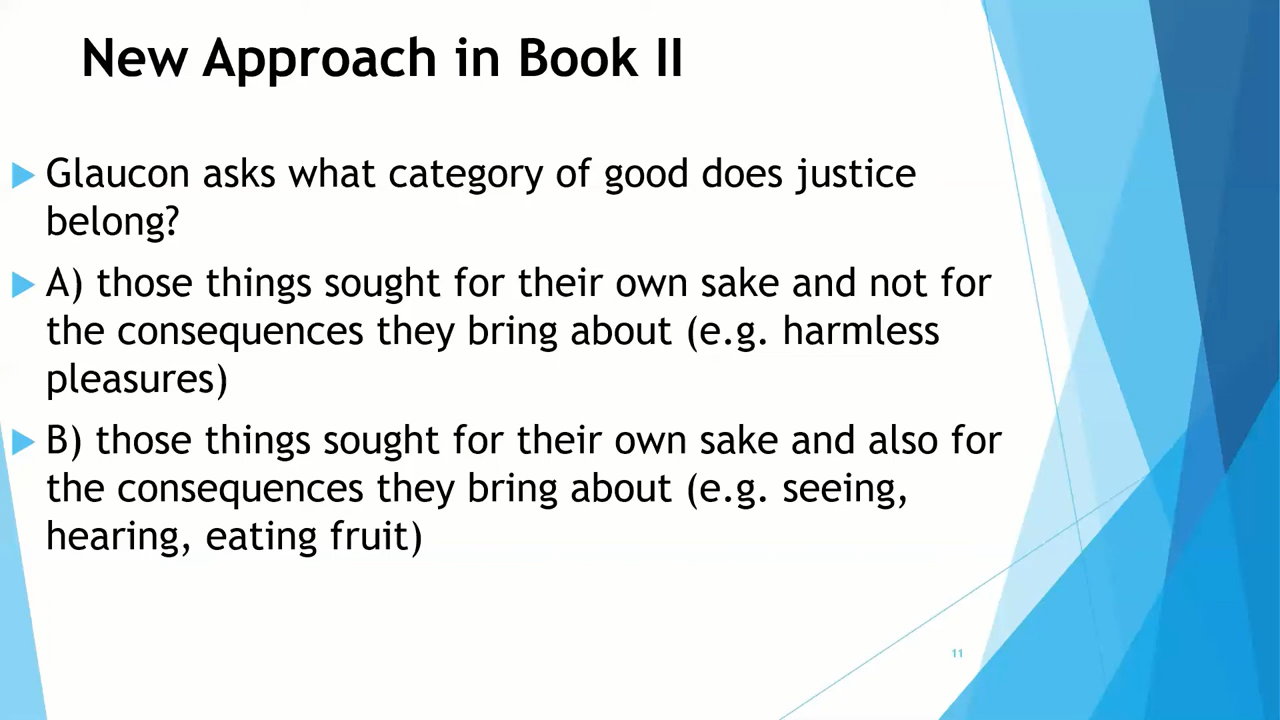 New Approach in Book II
Glaucon asks what category of good does justice
belong?
A) those things sought for their own sake and not for
the consequences they bring about (e.g. harmless
pleasures)
B) those things sought for their own sake and also for
the consequences they bring about (e.g. seeing,
hearing, eating fruit)
11